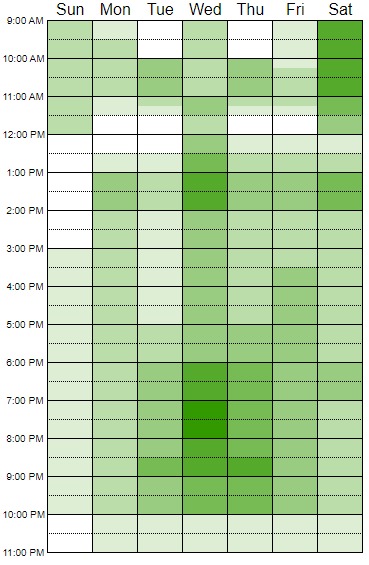 Sun Mon Tue Wed Thu Fri Sat
9:00 AM
10:00 AM
11:00 AM
12:00 PM
1:00 PM
2:00 PM
3:00 PM
4:00 PM
5:00 PM
6:00 PM
7:00 PM
8:00 PM
9:00 PM
10:00 PM
11:00 PM